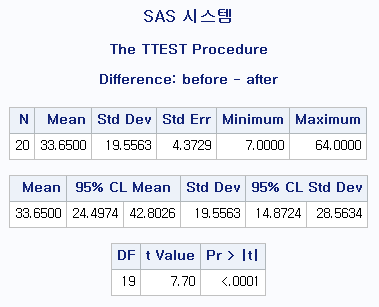 SAS 시스템
The TTEST Procedure
Difference: before - after
N Mean Std Dev Std Err Minimum Maximum
20 33.6500 19.5563 4.3729 7.0000 64.0000
Mean 95% CL Mean Std Dev 95% CL Std Dev
33.6500 24.4974 42.8026 19.5563 14.8724 28.5634
DF t Value Pr > |t|
19 7.70 <.0001